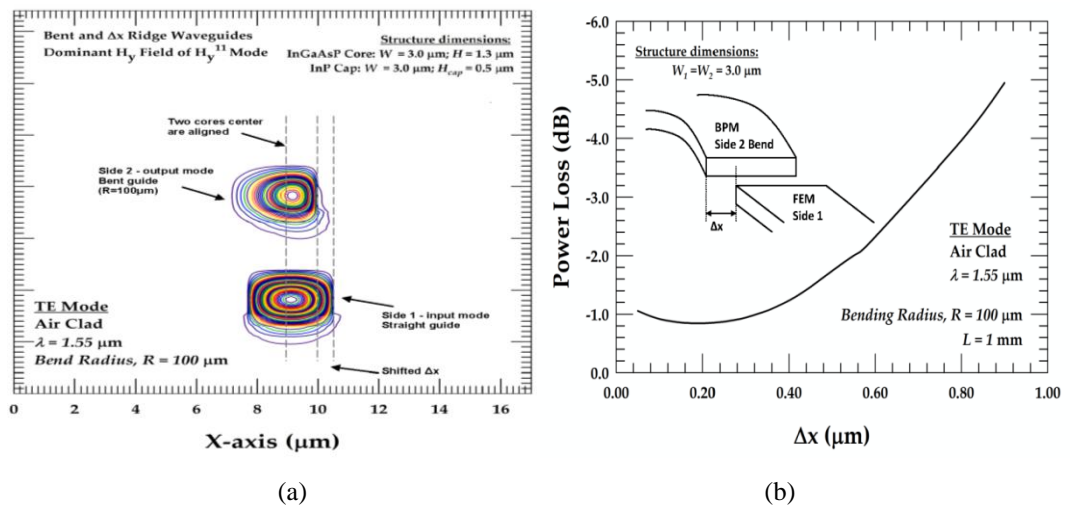 Bent and Δx Ridge Waveguides
Dominant Hy Field of Hy¹¹ Mode
Structure dimensions:
InGaAsP Core: W = 3.0 µm; H = 1.3 µm
InP Cap: W = 3.0 µm; Hcap = 0.5 µm
Two cores center
are aligned
Side 2 - output mode
Bent guide
(R=100µm)
TE Mode
Air Clad
λ = 1.55 µm
Bend Radius, R = 100 µm
Side 1 - input mode
Straight guide
Shifted Δx
0 2 4 6 8 10 12 14 16
X-axis (µm)
(a)
Power Loss (dB)
-6.0
-5.0
-4.0
-3.0
-2.0
-1.0
0.0
Structure dimensions:
W1 =W2 = 3.0 µm
BPM
Side 2 Bend
FEM
Side 1
Δx
TE Mode
Air Clad
λ = 1.55 µm
Bending Radius, R = 100 µm
L = 1 mm
0.00 0.20 0.40 0.60 0.80 1.00
Δx (µm)
(b)